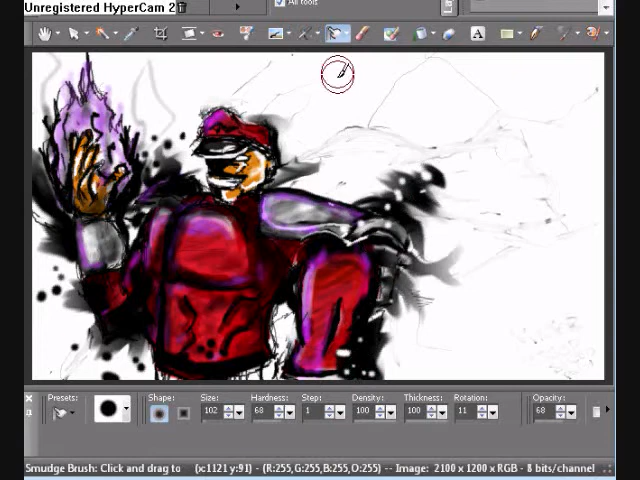 Unregistered HyperCam 2
All tools
A
Presets:
Shape:
Size:
Hardness:
Step:
Density:
Thickness:
Rotation:
Opacity:
102
68
1
100
100
11
68
Smudge Brush: Click and drag to
(x:1121 y:91) - (R:255,G:255,B:255,O:255) -- Image: 2100 x 1200 x RGB - 8 bits/channel